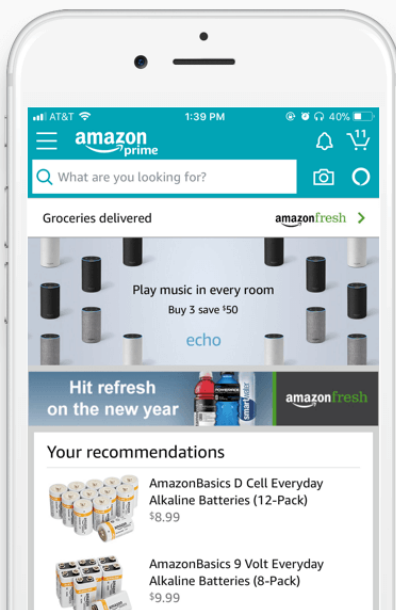 AT&T 1:39 PM 40%
amazon 11
prime
What are you looking for?
Groceries delivered amazonfresh >
Play music in every room
Buy 3 save $50
echo
Hit refresh
on the new year
smartwater
amazonfresh
Your recommendations
AmazonBasics D Cell Everyday
Alkaline Batteries (12-Pack)
$8.99
AmazonBasics 9 Volt Everyday
Alkaline Batteries (8-Pack)
$9.99